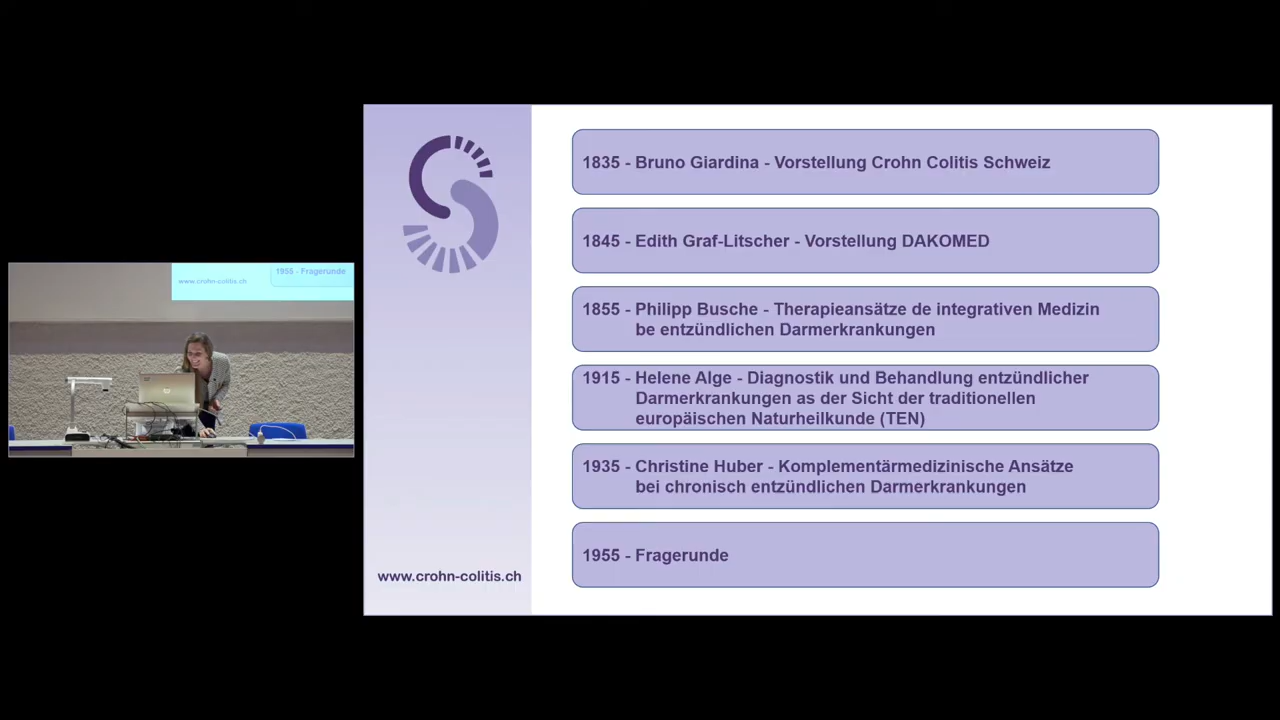 1955 - Fragerunde
www.crohn-colitis.ch
1835 - Bruno Giardina - Vorstellung Crohn Colitis Schweiz
1845 - Edith Graf-Litscher - Vorstellung DAKOMED
1855 - Philipp Busche - Therapieansätze de integrativen Medizin
be entzündlichen Darmerkrankungen
1915 - Helene Alge - Diagnostik und Behandlung entzündlicher
Darmerkrankungen as der Sicht der traditionellen
europäischen Naturheilkunde (TEN)
1935 - Christine Huber - Komplementärmedizinische Ansätze
bei chronisch entzündlichen Darmerkrankungen
1955 - Fragerunde
www.crohn-colitis.ch